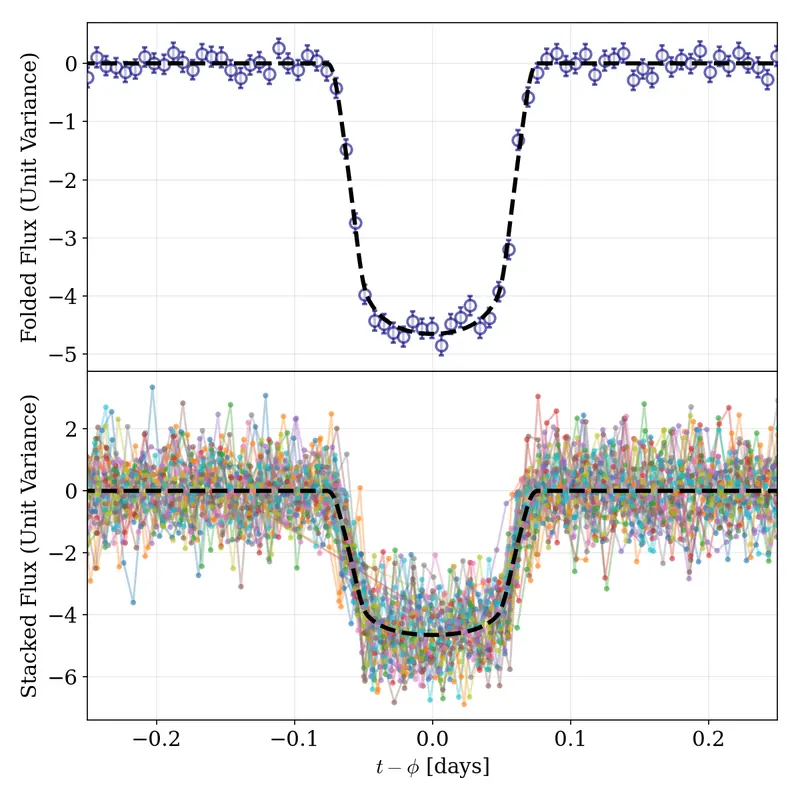 Folded Flux (Unit Variance)
0
−1
−2
−3
−4
−5
Stacked Flux (Unit Variance)
2
0
−2
−4
−6
−0.2 −0.1 0.0 0.1 0.2
t − ϕ [days]